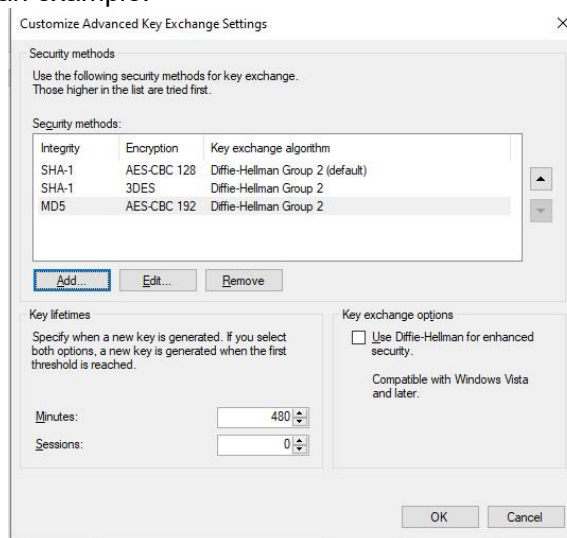 an example.
Customize Advanced Key Exchange Settings
Security methods
Use the following security methods for key exchange.
Those higher in the list are tried first.
Security methods:
Integrity Encryption Key exchange algorithm
SHA-1 AES-CBC 128 Diffie-Hellman Group 2 (default)
SHA-1 3DES Diffie-Hellman Group 2
MD5 AES-CBC 192 Diffie-Hellman Group 2
Add... Edit... Remove
Key lifetimes
Specify when a new key is generated. If you select
both options, a new key is generated when the first
threshold is reached.
Minutes: 480
Sessions: 0
Key exchange options
Use Diffie-Hellman for enhanced
security.
Compatible with Windows Vista
and later.
OK Cancel